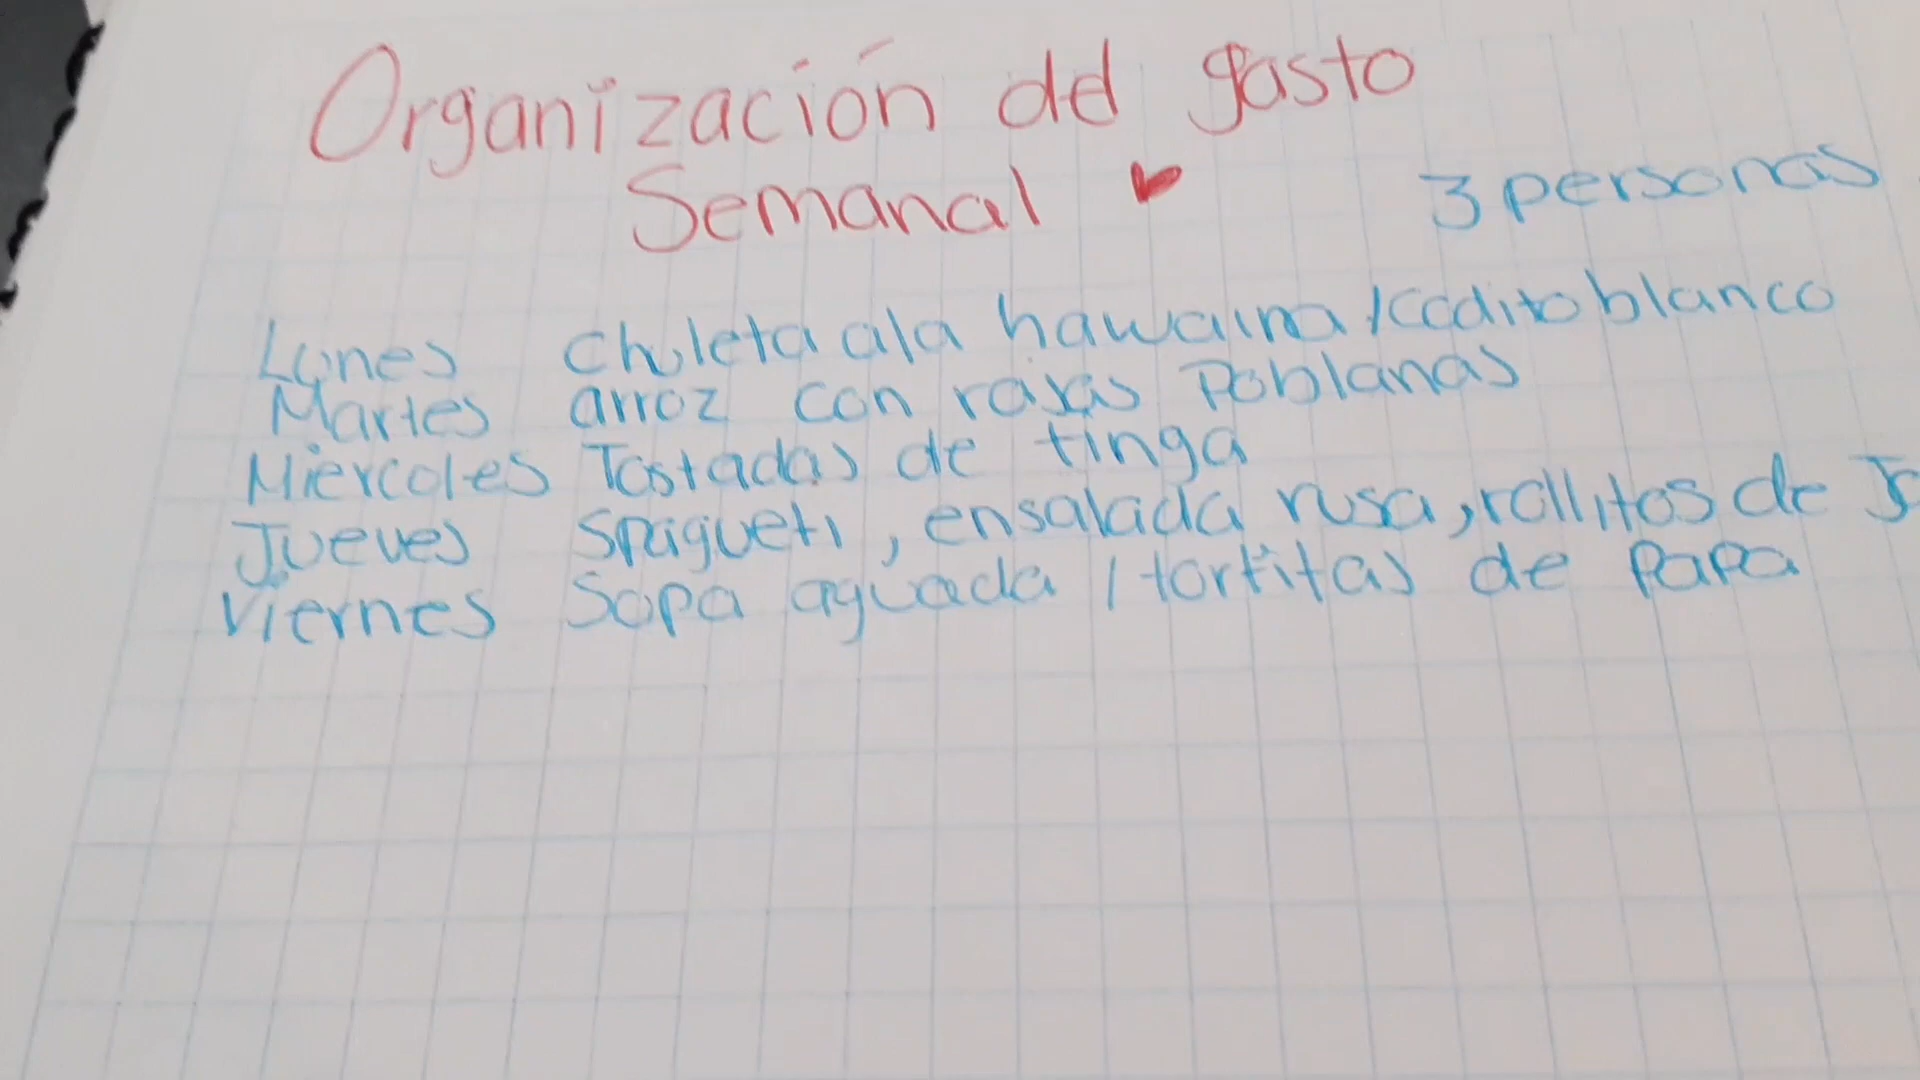 Organización del gasto
Semanal
3 personas
Lunes chuleta ala hawaina / codito blanco
Martes arroz con rajas Poblanas
Miercoles Tostadas de tinga
Jueves Spagueti, ensalada rusa, rollitos de
Viernes Sopa aguada / tortitas de papa